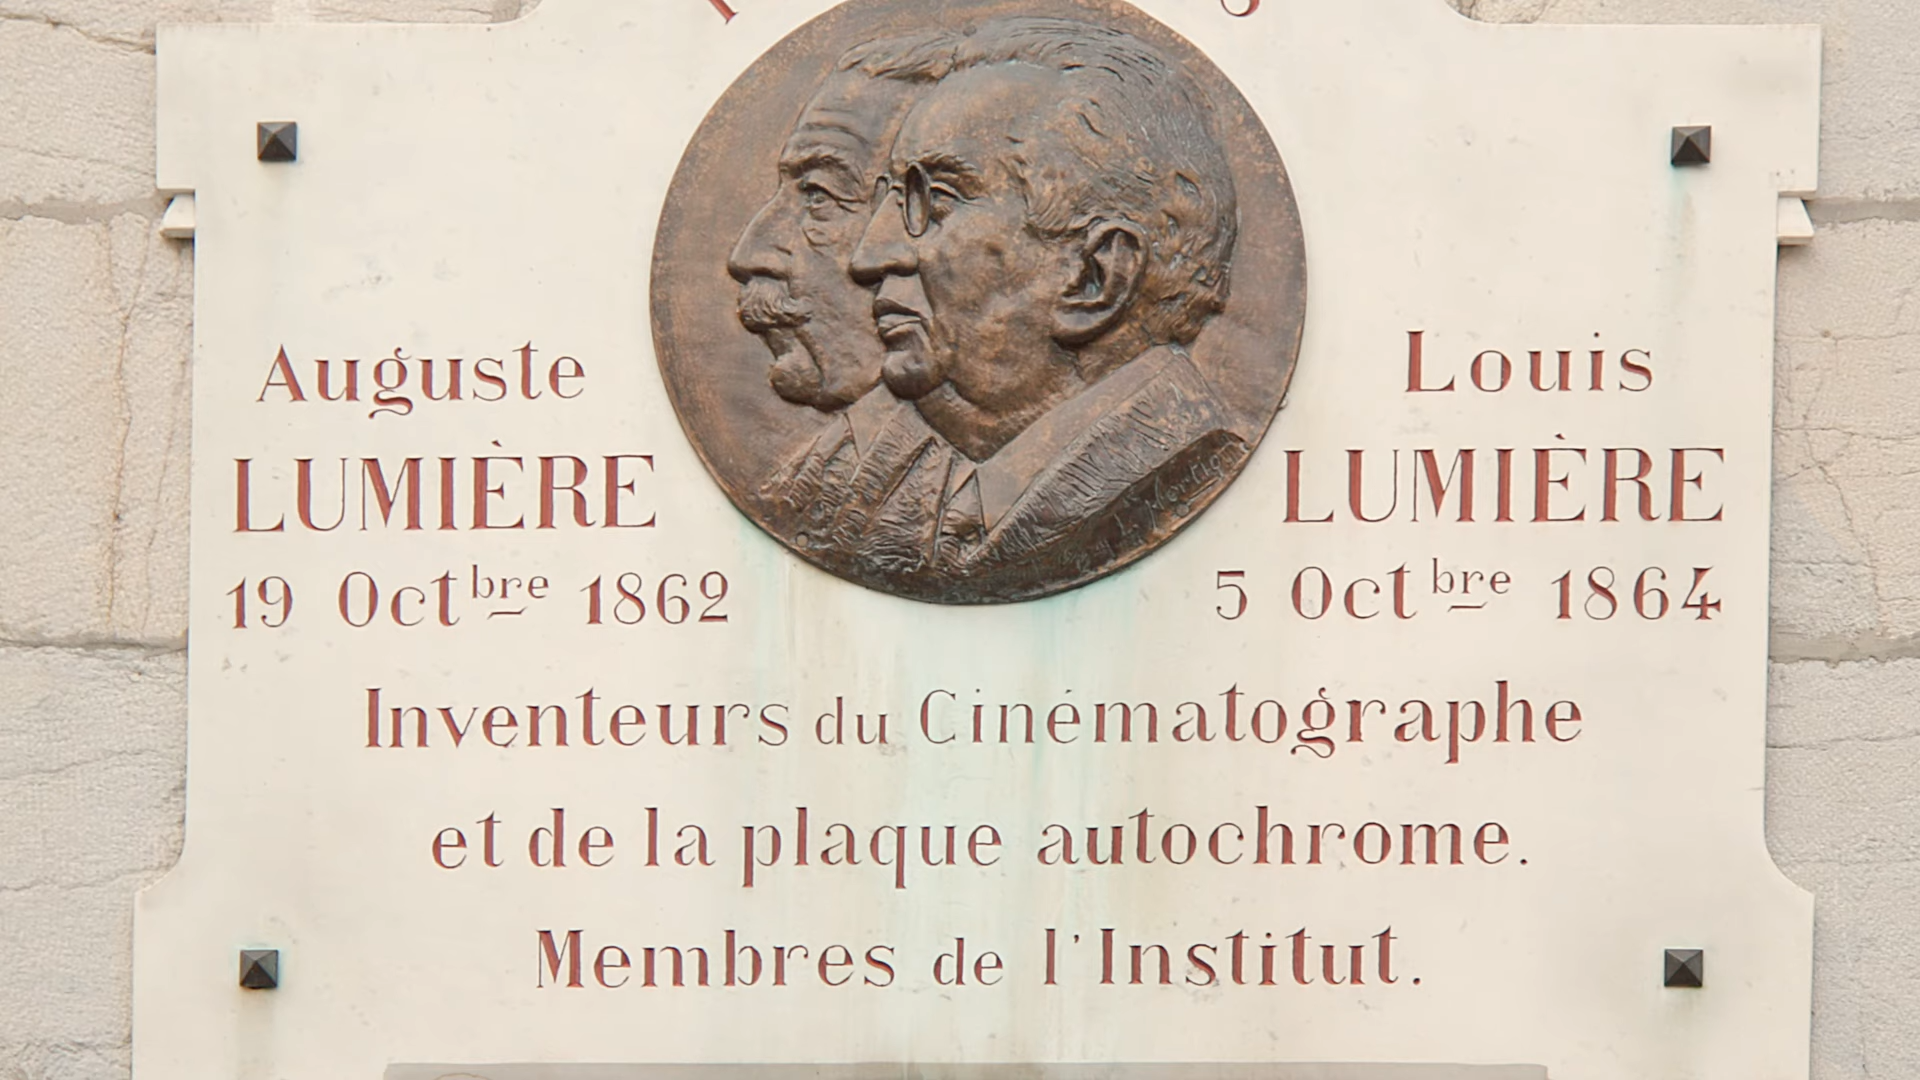 Auguste
LUMIÈRE
19 Octbre 1862
Louis
LUMIÈRE
5 Octbre 1864
Inventeurs du Cinématographe
et de la plaque autochrome.
Membres de l'Institut.